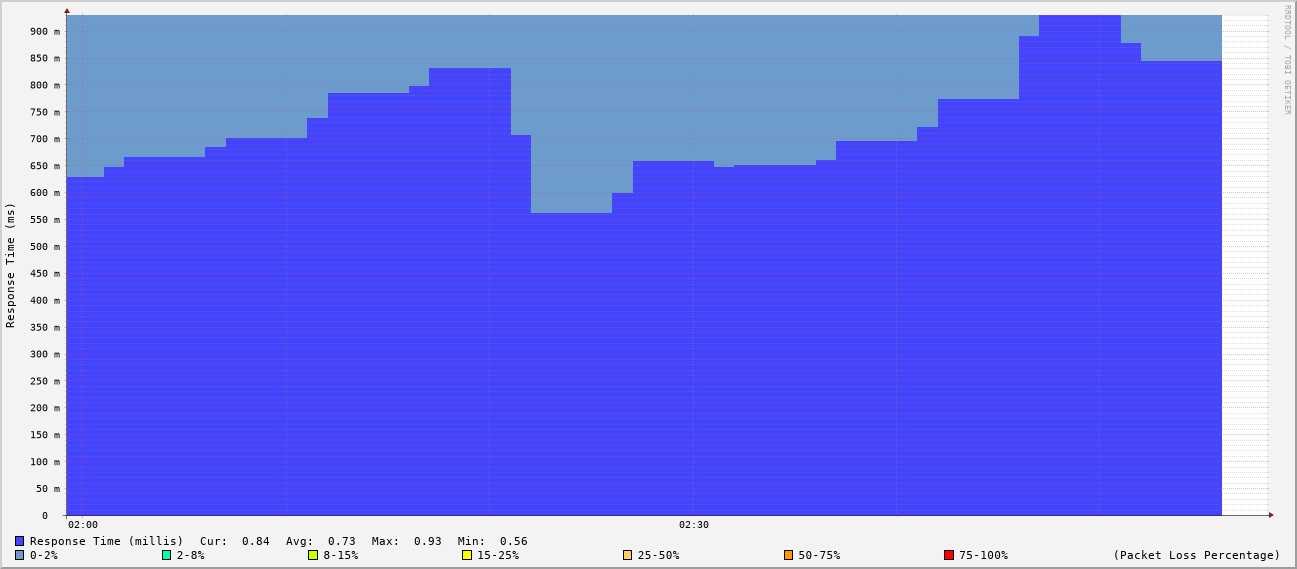 RRDTOOL / TOBI OETIKER
Response Time (ms)
900 m
850 m
800 m
750 m
700 m
650 m
600 m
550 m
500 m
450 m
400 m
350 m
300 m
250 m
200 m
150 m
100 m
50 m
0
02:00 02:30
Response Time (millis) Cur: 0.84 Avg: 0.73 Max: 0.93 Min: 0.56
0-2% 2-8% 8-15% 15-25% 25-50% 50-75% 75-100% (Packet Loss Percentage)